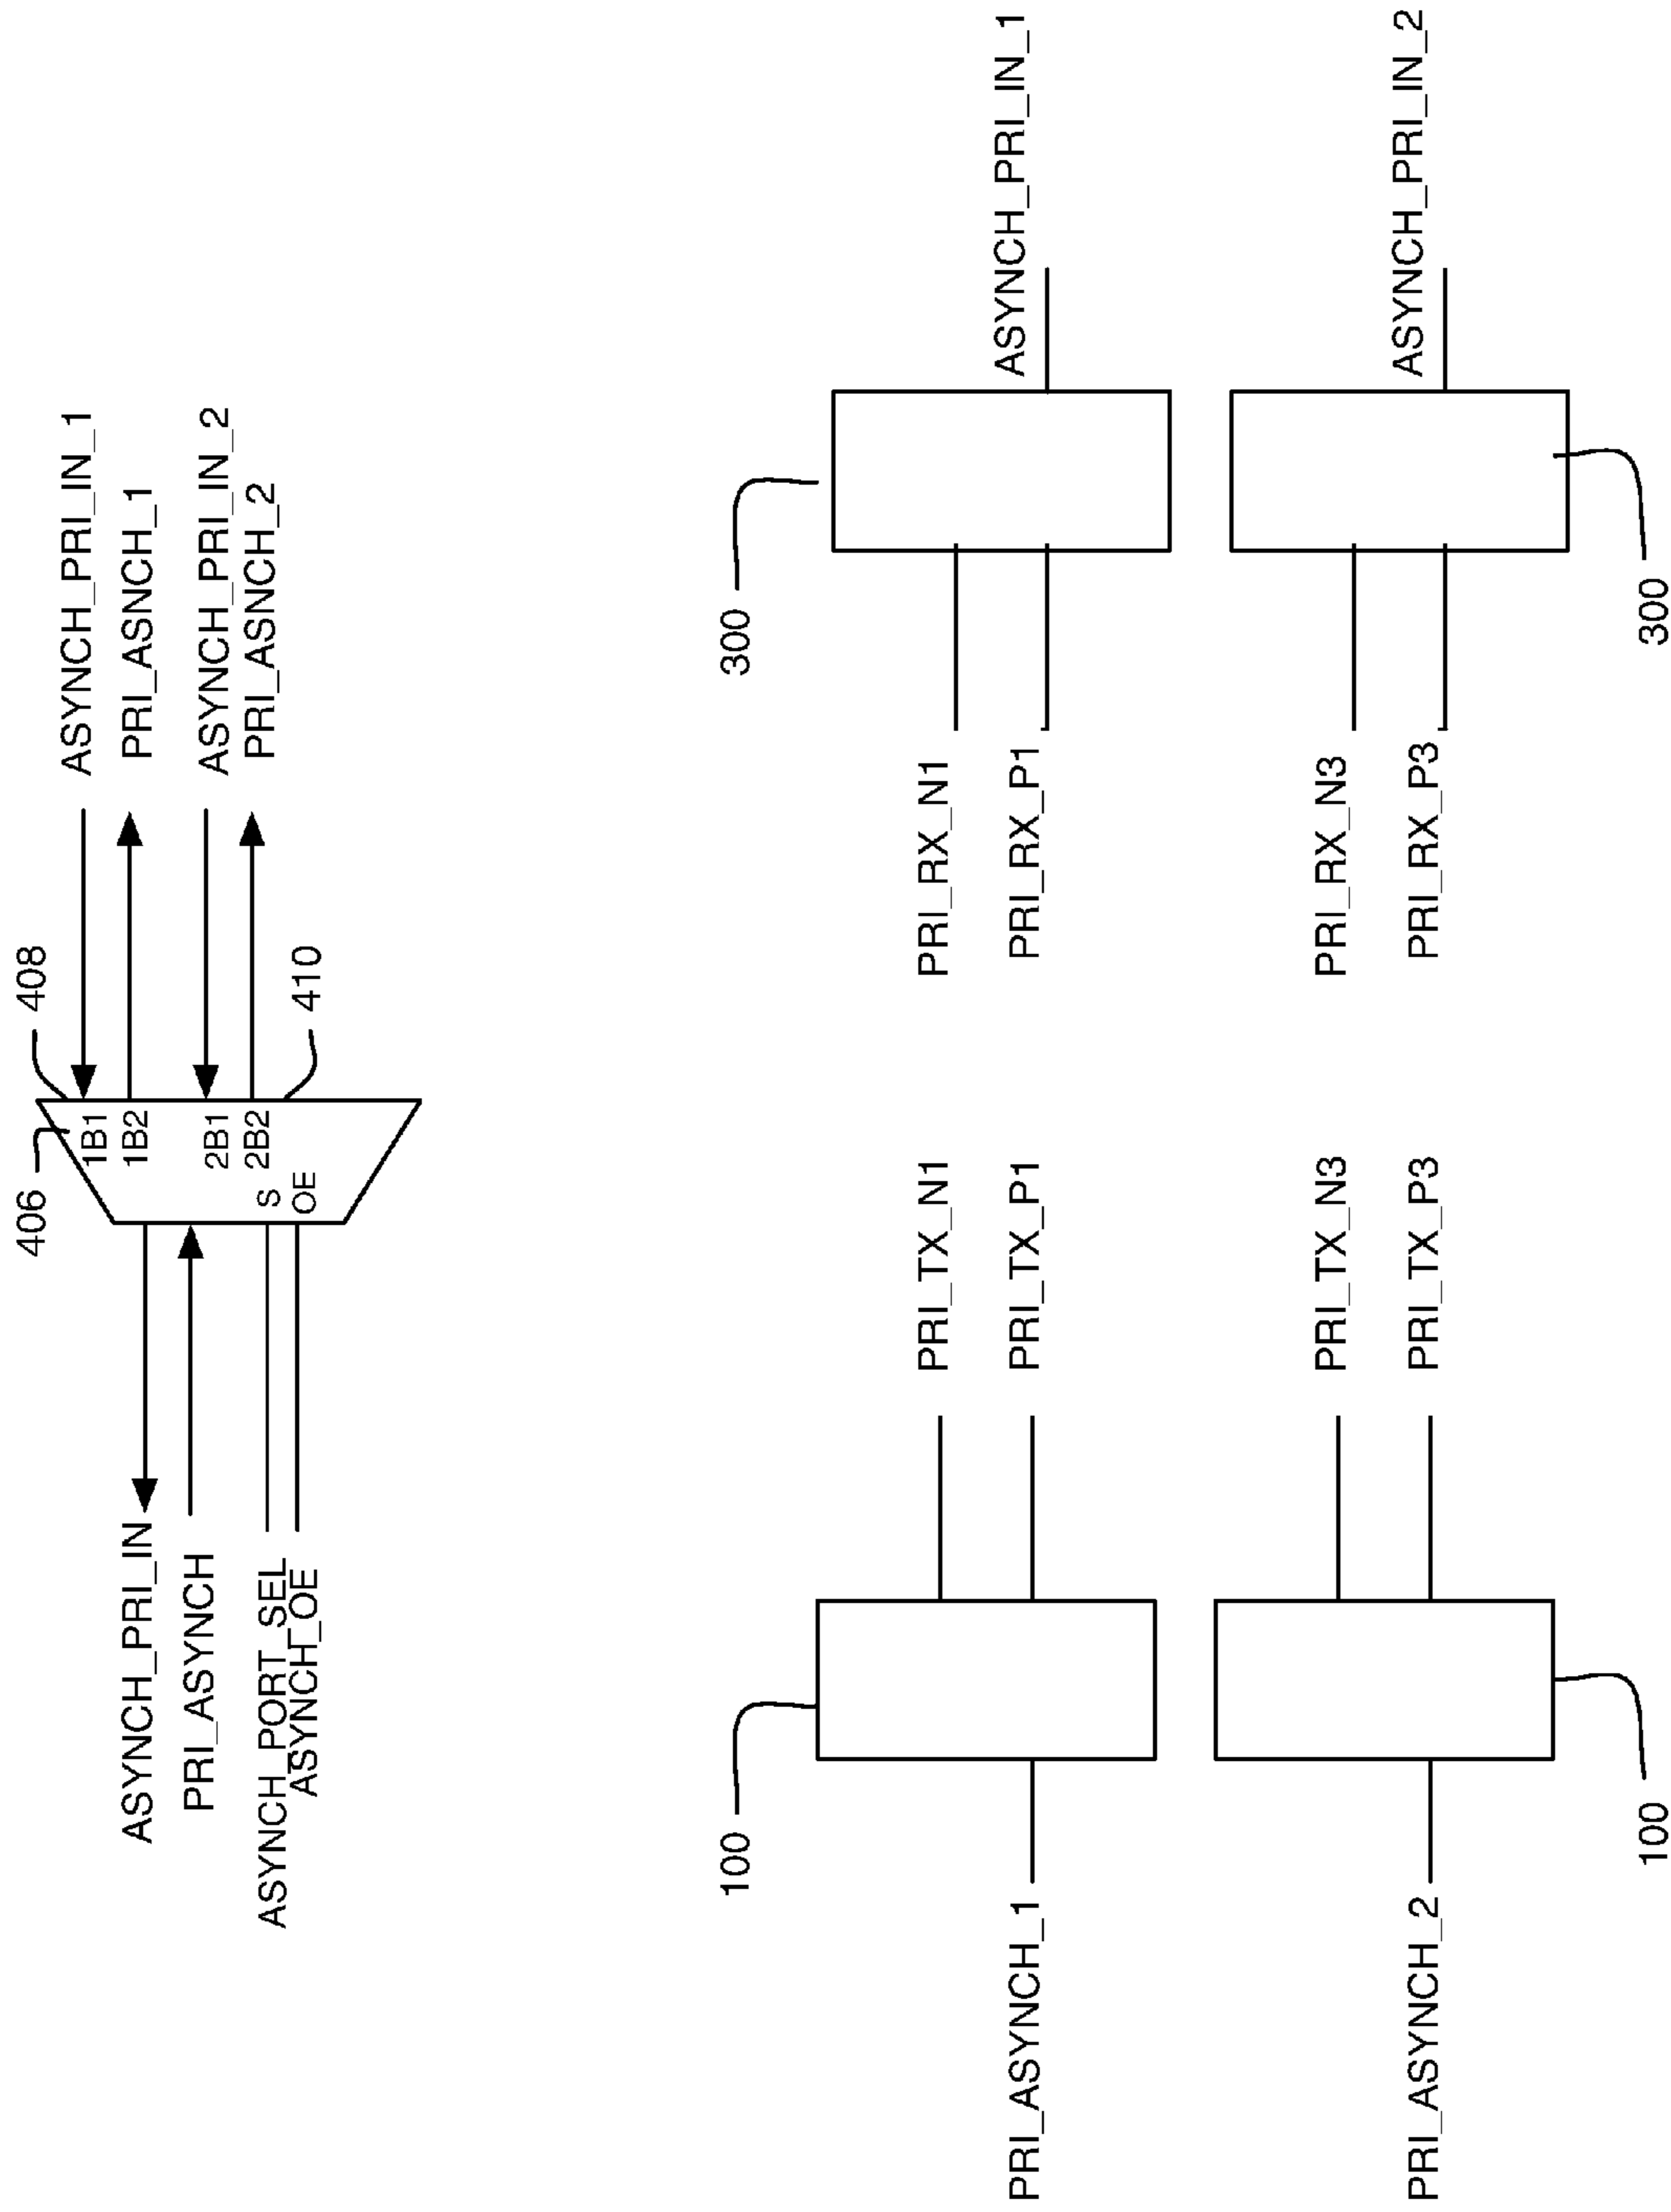 406
408
1B1
1B2
2B1
2B2
S
OE
410
ASYNCH_PRI_IN
PRI_ASYNCH
ASYNCH_PORT_SEL
ASYNCH_OE
ASYNCH_PRI_IN_1
PRI_ASNCH_1
ASYNCH_PRI_IN_2
PRI_ASNCH_2
100
PRI_ASYNCH_1
PRI_TX_N1
PRI_TX_P1
300
PRI_RX_N1
PRI_RX_P1
ASYNCH_PRI_IN_1
PRI_ASYNCH_2
PRI_TX_N3
PRI_TX_P3
100
PRI_RX_N3
PRI_RX_P3
ASYNCH_PRI_IN_2
300